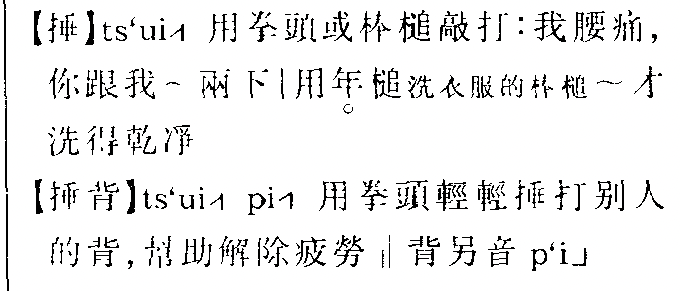 【捶】ts‘ui˨˦ 用拳頭或棒槌敲打：我腰痛，
你跟我～兩下｜用年。槌洗衣服的棒槌～才
洗得乾凈
【捶背】ts‘ui˨˦ pi˧˥ 用拳頭輕輕捶打別人
的背，幫助解除疲勞 ‖ 背另音 p‘i˩